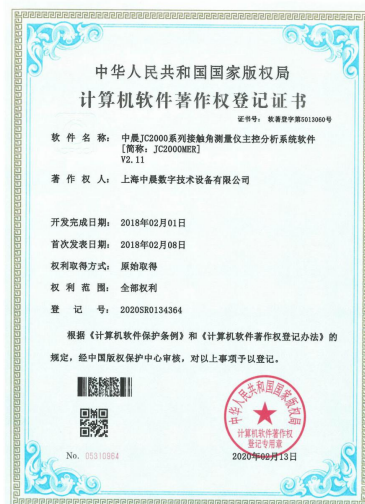 中华人民共和国国家版权局
计算机软件著作权登记证书
证书号： 软著登字第5013060号
软件名称： 中晨JC2000系列接触角测量仪主控分析系统软件
[简称：JC2000MER]
V2.11
著作权人： 上海中晨数字技术设备有限公司
开发完成日期： 2018年02月01日
首次发表日期： 2018年02月08日
权利取得方式： 原始取得
权利范围： 全部权利
登记号： 2020SR0134364
根据《计算机软件保护条例》和《计算机软件著作权登记办法》的
规定，经中国版权保护中心审核，对以上事项予以登记。
中华人民共和国国家版权局
计算机软件著作权
登记专用章
No. 05310964
2020年02月13日